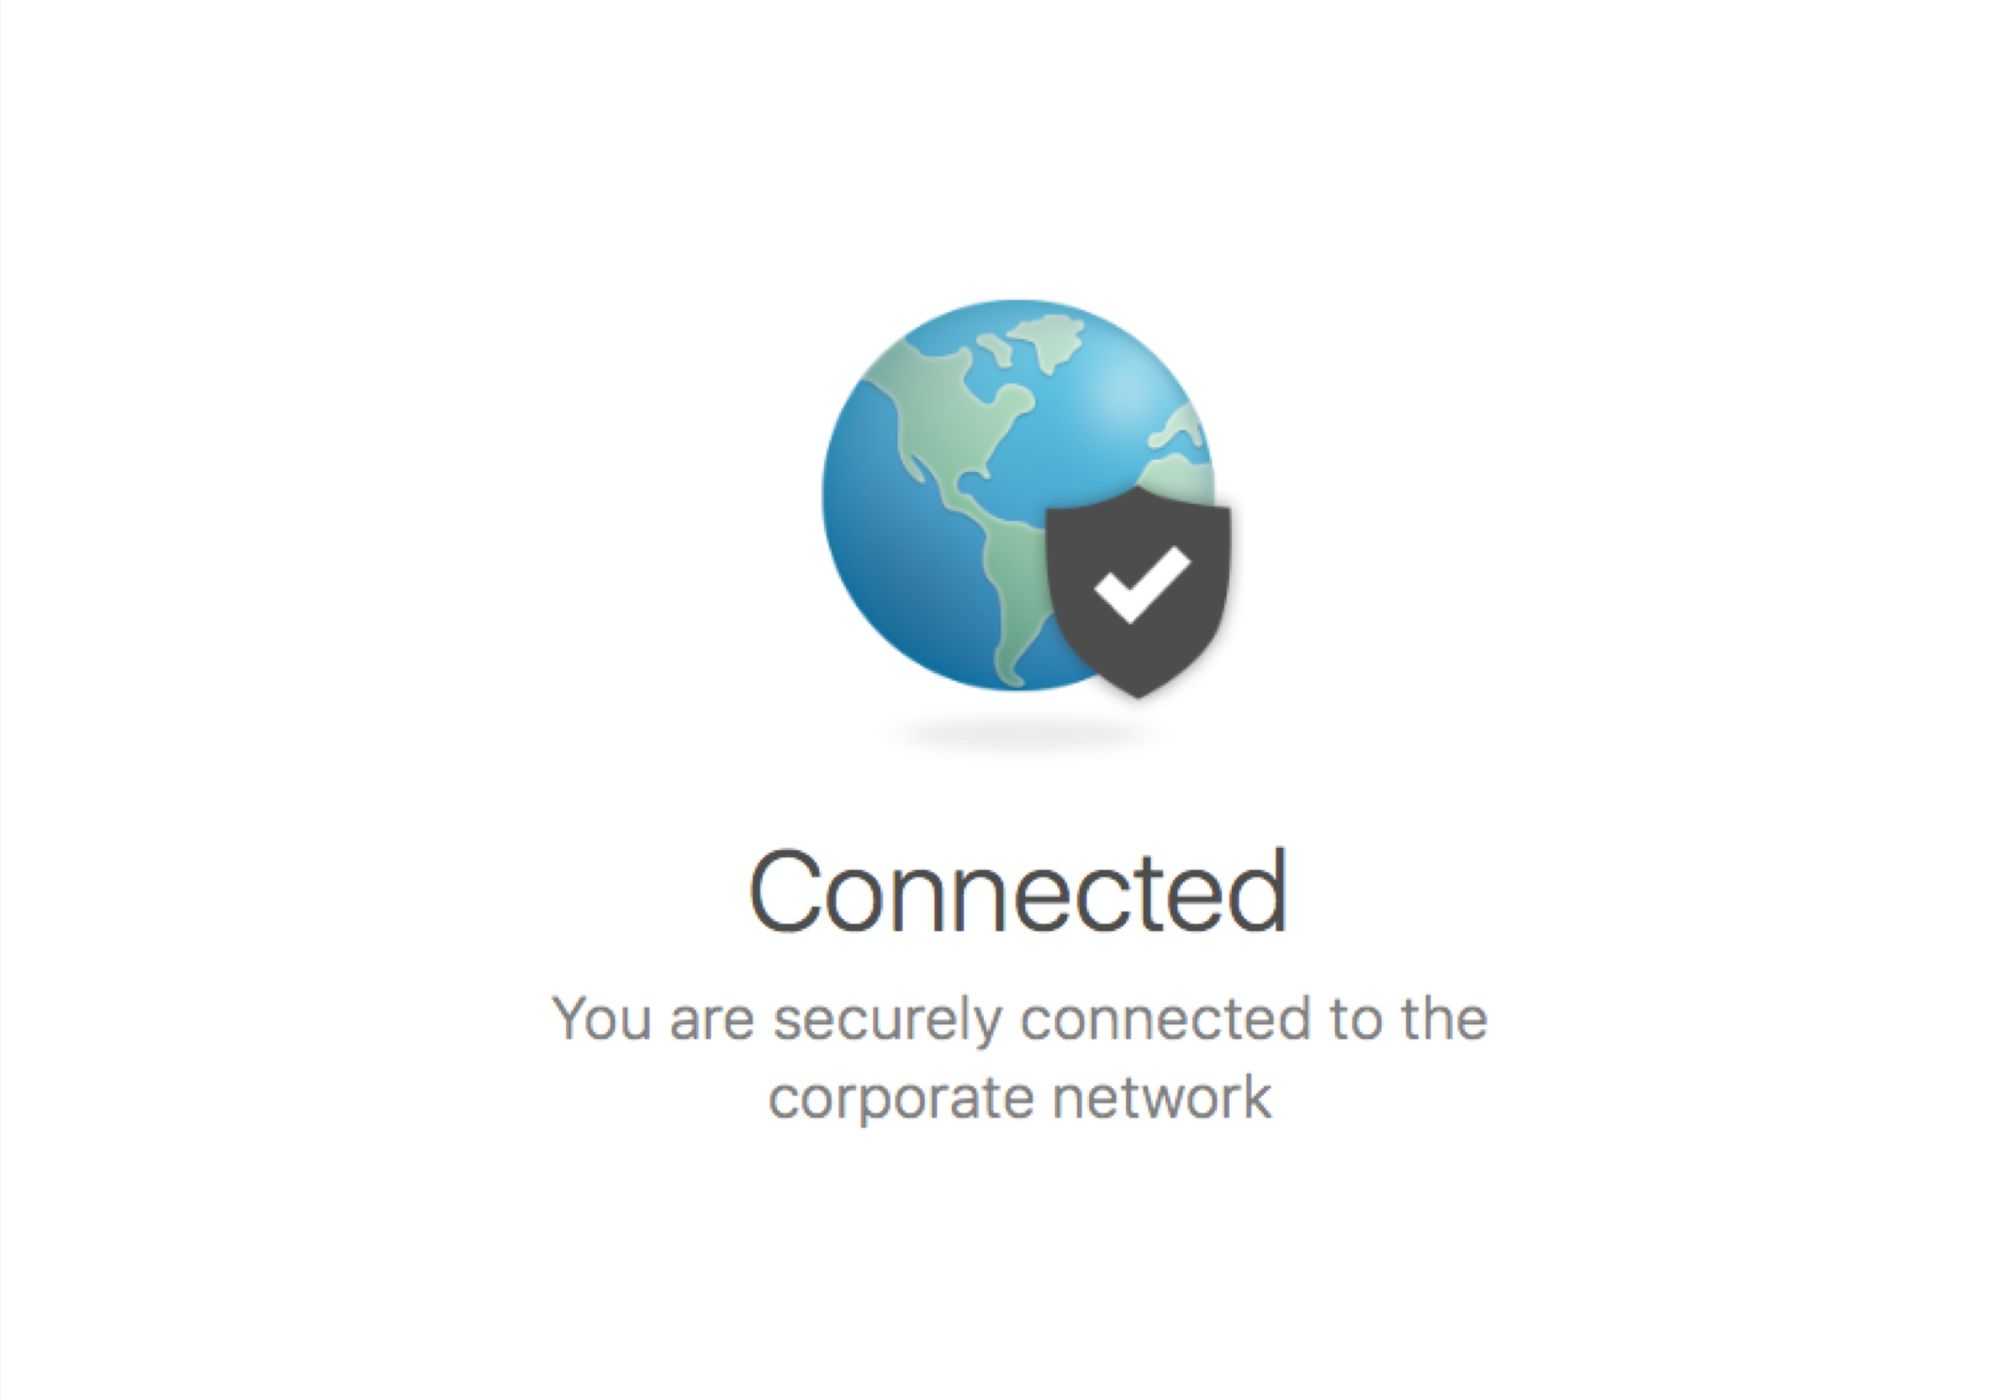 Connected
You are securely connected to the
corporate network